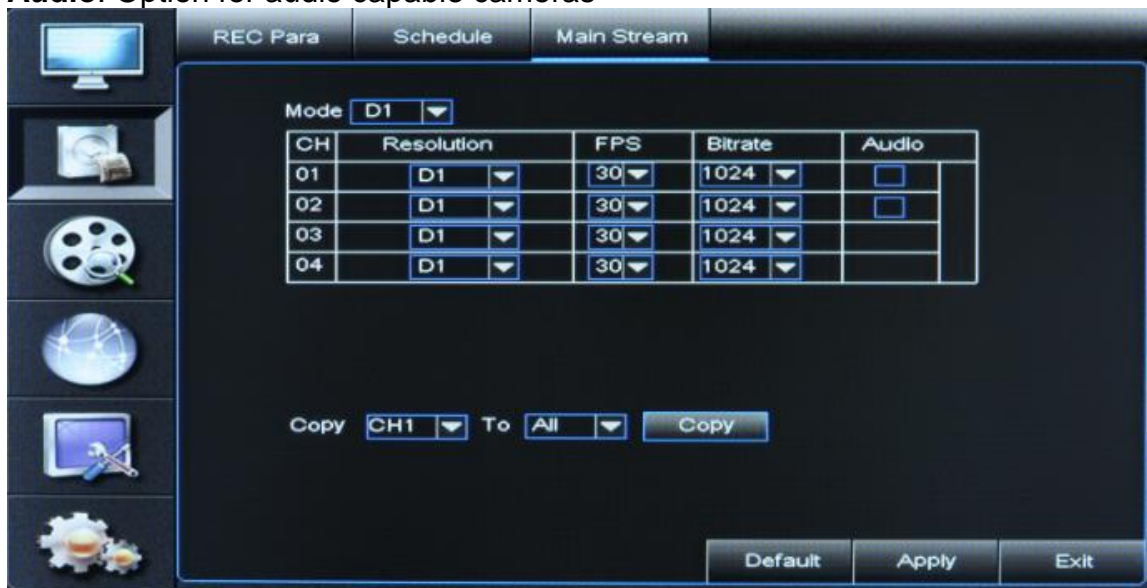 Audio: Option for audio capable cameras
REC Para Schedule Main Stream
Mode D1
CH Resolution FPS Bitrate Audio
01 D1 30 1024
02 D1 30 1024
03 D1 30 1024
04 D1 30 1024
Copy CH1 To All Copy
Default Apply Exit